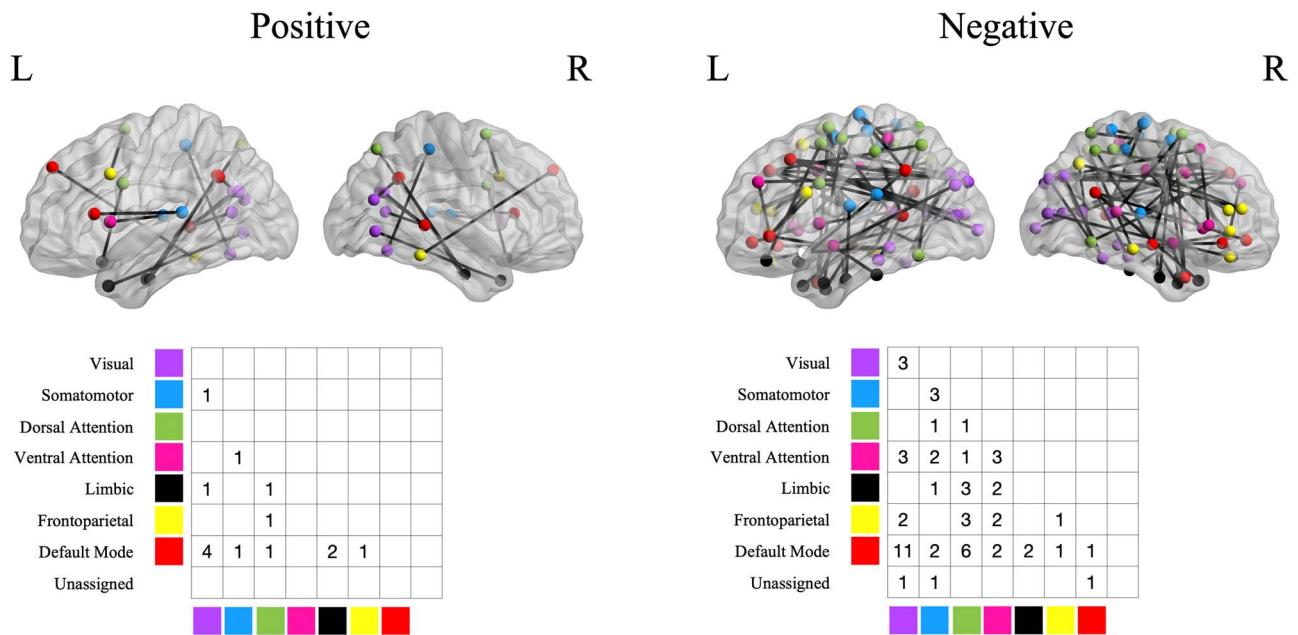 Positive
L
R
Visual
Somatomotor 1
Dorsal Attention
Ventral Attention 1
Limbic 1 1
Frontoparietal 1
Default Mode 4 1 1 2 1
Unassigned
Negative
L
R
Visual 3
Somatomotor 3
Dorsal Attention 1 1
Ventral Attention 3 2 1 3
Limbic 1 3 2
Frontoparietal 2 3 2 1
Default Mode 11 2 6 2 2 1 1
Unassigned 1 1 1